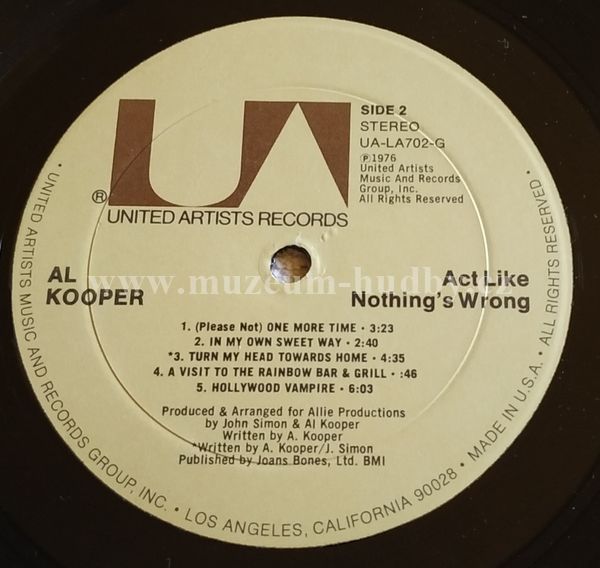 UA
® UNITED ARTISTS RECORDS
SIDE 2
STEREO
UA-LA702-G
℗1976
United Artists
Music And Records
Group, Inc.
All Rights Reserved
AL
KOOPER
Act Like
Nothing's Wrong
www.muzeum-hudby.cz
1. (Please Not) ONE MORE TIME • 3:23
2. IN MY OWN SWEET WAY • 2:40
*3. TURN MY HEAD TOWARDS HOME • 4:35
4. A VISIT TO THE RAINBOW BAR & GRILL • :46
5. HOLLYWOOD VAMPIRE • 6:03
Produced & Arranged for Allie Productions
by John Simon & Al Kooper
Written by A. Kooper
*Written by A. Kooper/J. Simon
Published by Joans Bones, Ltd. BMI
• UNITED ARTISTS MUSIC AND RECORDS GROUP, INC. • LOS ANGELES, CALIFORNIA 90028 • MADE IN U.S.A. • ALL RIGHTS RESERVED •